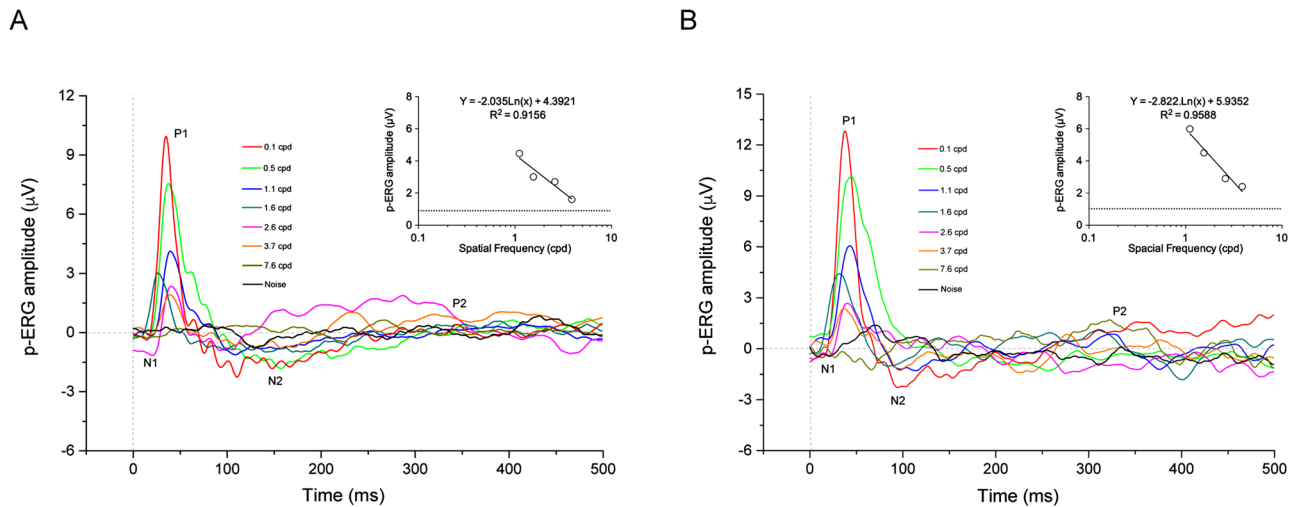 A
B
12
9
6
3
0
-3
-6
p-ERG amplitude (μV)
0
100
200
300
400
500
Time (ms)
P1
N1
N2
P2
0.1 cpd
0.5 cpd
1.1 cpd
1.6 cpd
2.6 cpd
3.7 cpd
7.6 cpd
Noise
Y = -2.035Ln(x) + 4.3921
R² = 0.9156
p-ERG amplitude (μV)
8
6
4
2
0
0.1
1
10
Spatial Frequency (cpd)
15
12
9
6
3
0
-3
-6
p-ERG amplitude (μV)
0
100
200
300
400
500
Time (ms)
P1
N1
N2
P2
0.1 cpd
0.5 cpd
1.1 cpd
1.6 cpd
2.6 cpd
3.7 cpd
7.6 cpd
Noise
Y = -2.822.Ln(x) + 5.9352
R² = 0.9588
p-ERG amplitude (μV)
8
6
4
2
0
0.1
1
10
Spacial Frequency (cpd)